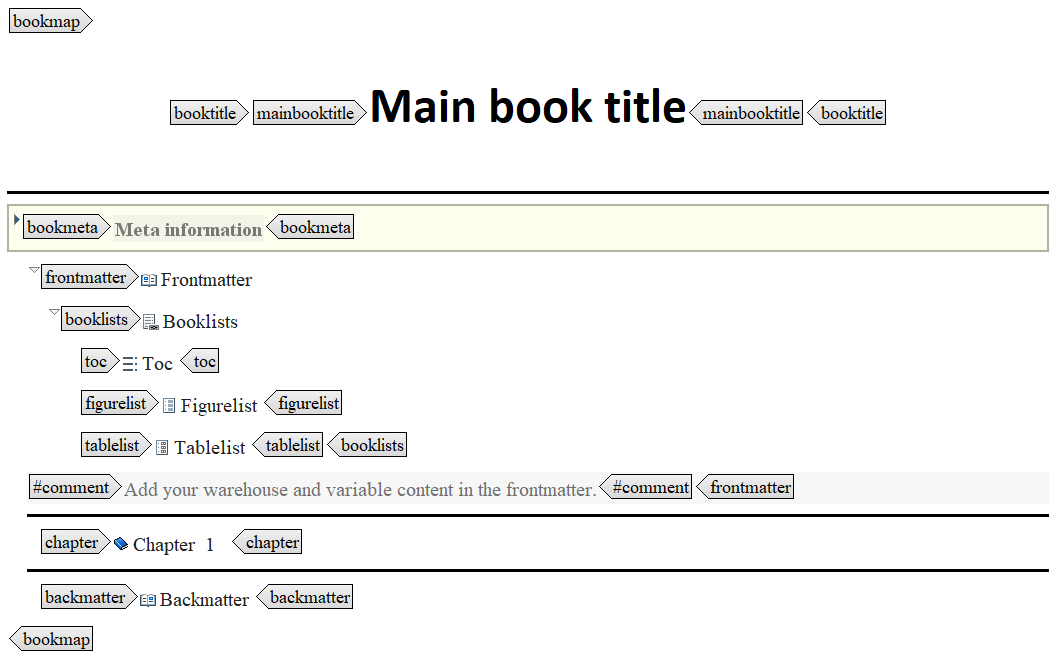 bookmap
booktitle mainbooktitle Main book title mainbooktitle booktitle
bookmeta Meta information bookmeta
frontmatter Frontmatter
booklists Booklists
toc Toc toc
figurelist Figurelist figurelist
tablelist Tablelist tablelist booklists
#comment Add your warehouse and variable content in the frontmatter. #comment frontmatter
chapter Chapter 1 chapter
backmatter Backmatter backmatter
bookmap